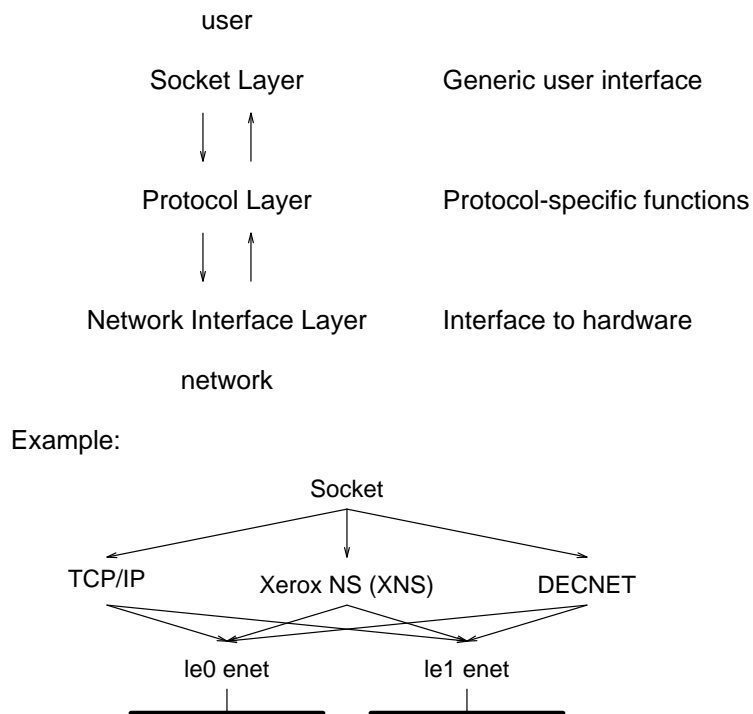 user
Socket Layer Generic user interface
Protocol Layer Protocol-specific functions
Network Interface Layer Interface to hardware
network
Example:
Socket
TCP/IP Xerox NS (XNS) DECNET
le0 enet le1 enet